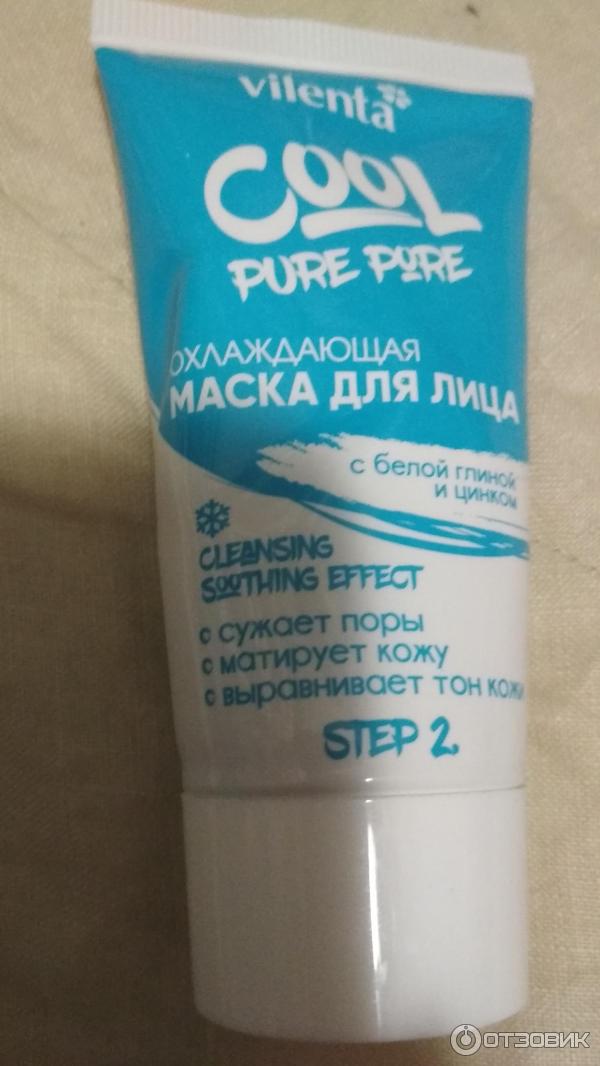 vilenta
COOL
PURE PORE
ОХЛАЖДАЮЩАЯ
МАСКА ДЛЯ ЛИЦА
с белой глиной
и цинком
CLEANSING
SOOTHING EFFECT
сужает поры
матирует кожу
выравнивает тон кожи
STEP 2.
ОТЗОВИК